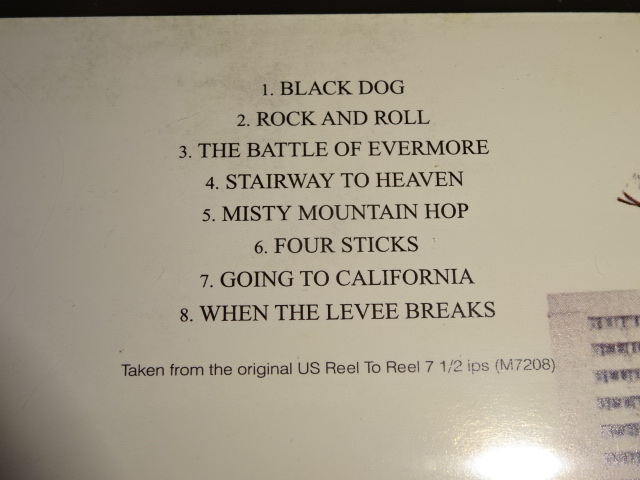 1. BLACK DOG
2. ROCK AND ROLL
3. THE BATTLE OF EVERMORE
4. STAIRWAY TO HEAVEN
5. MISTY MOUNTAIN HOP
6. FOUR STICKS
7. GOING TO CALIFORNIA
8. WHEN THE LEVEE BREAKS
Taken from the original US Reel To Reel 7 1/2 ips (M7208)